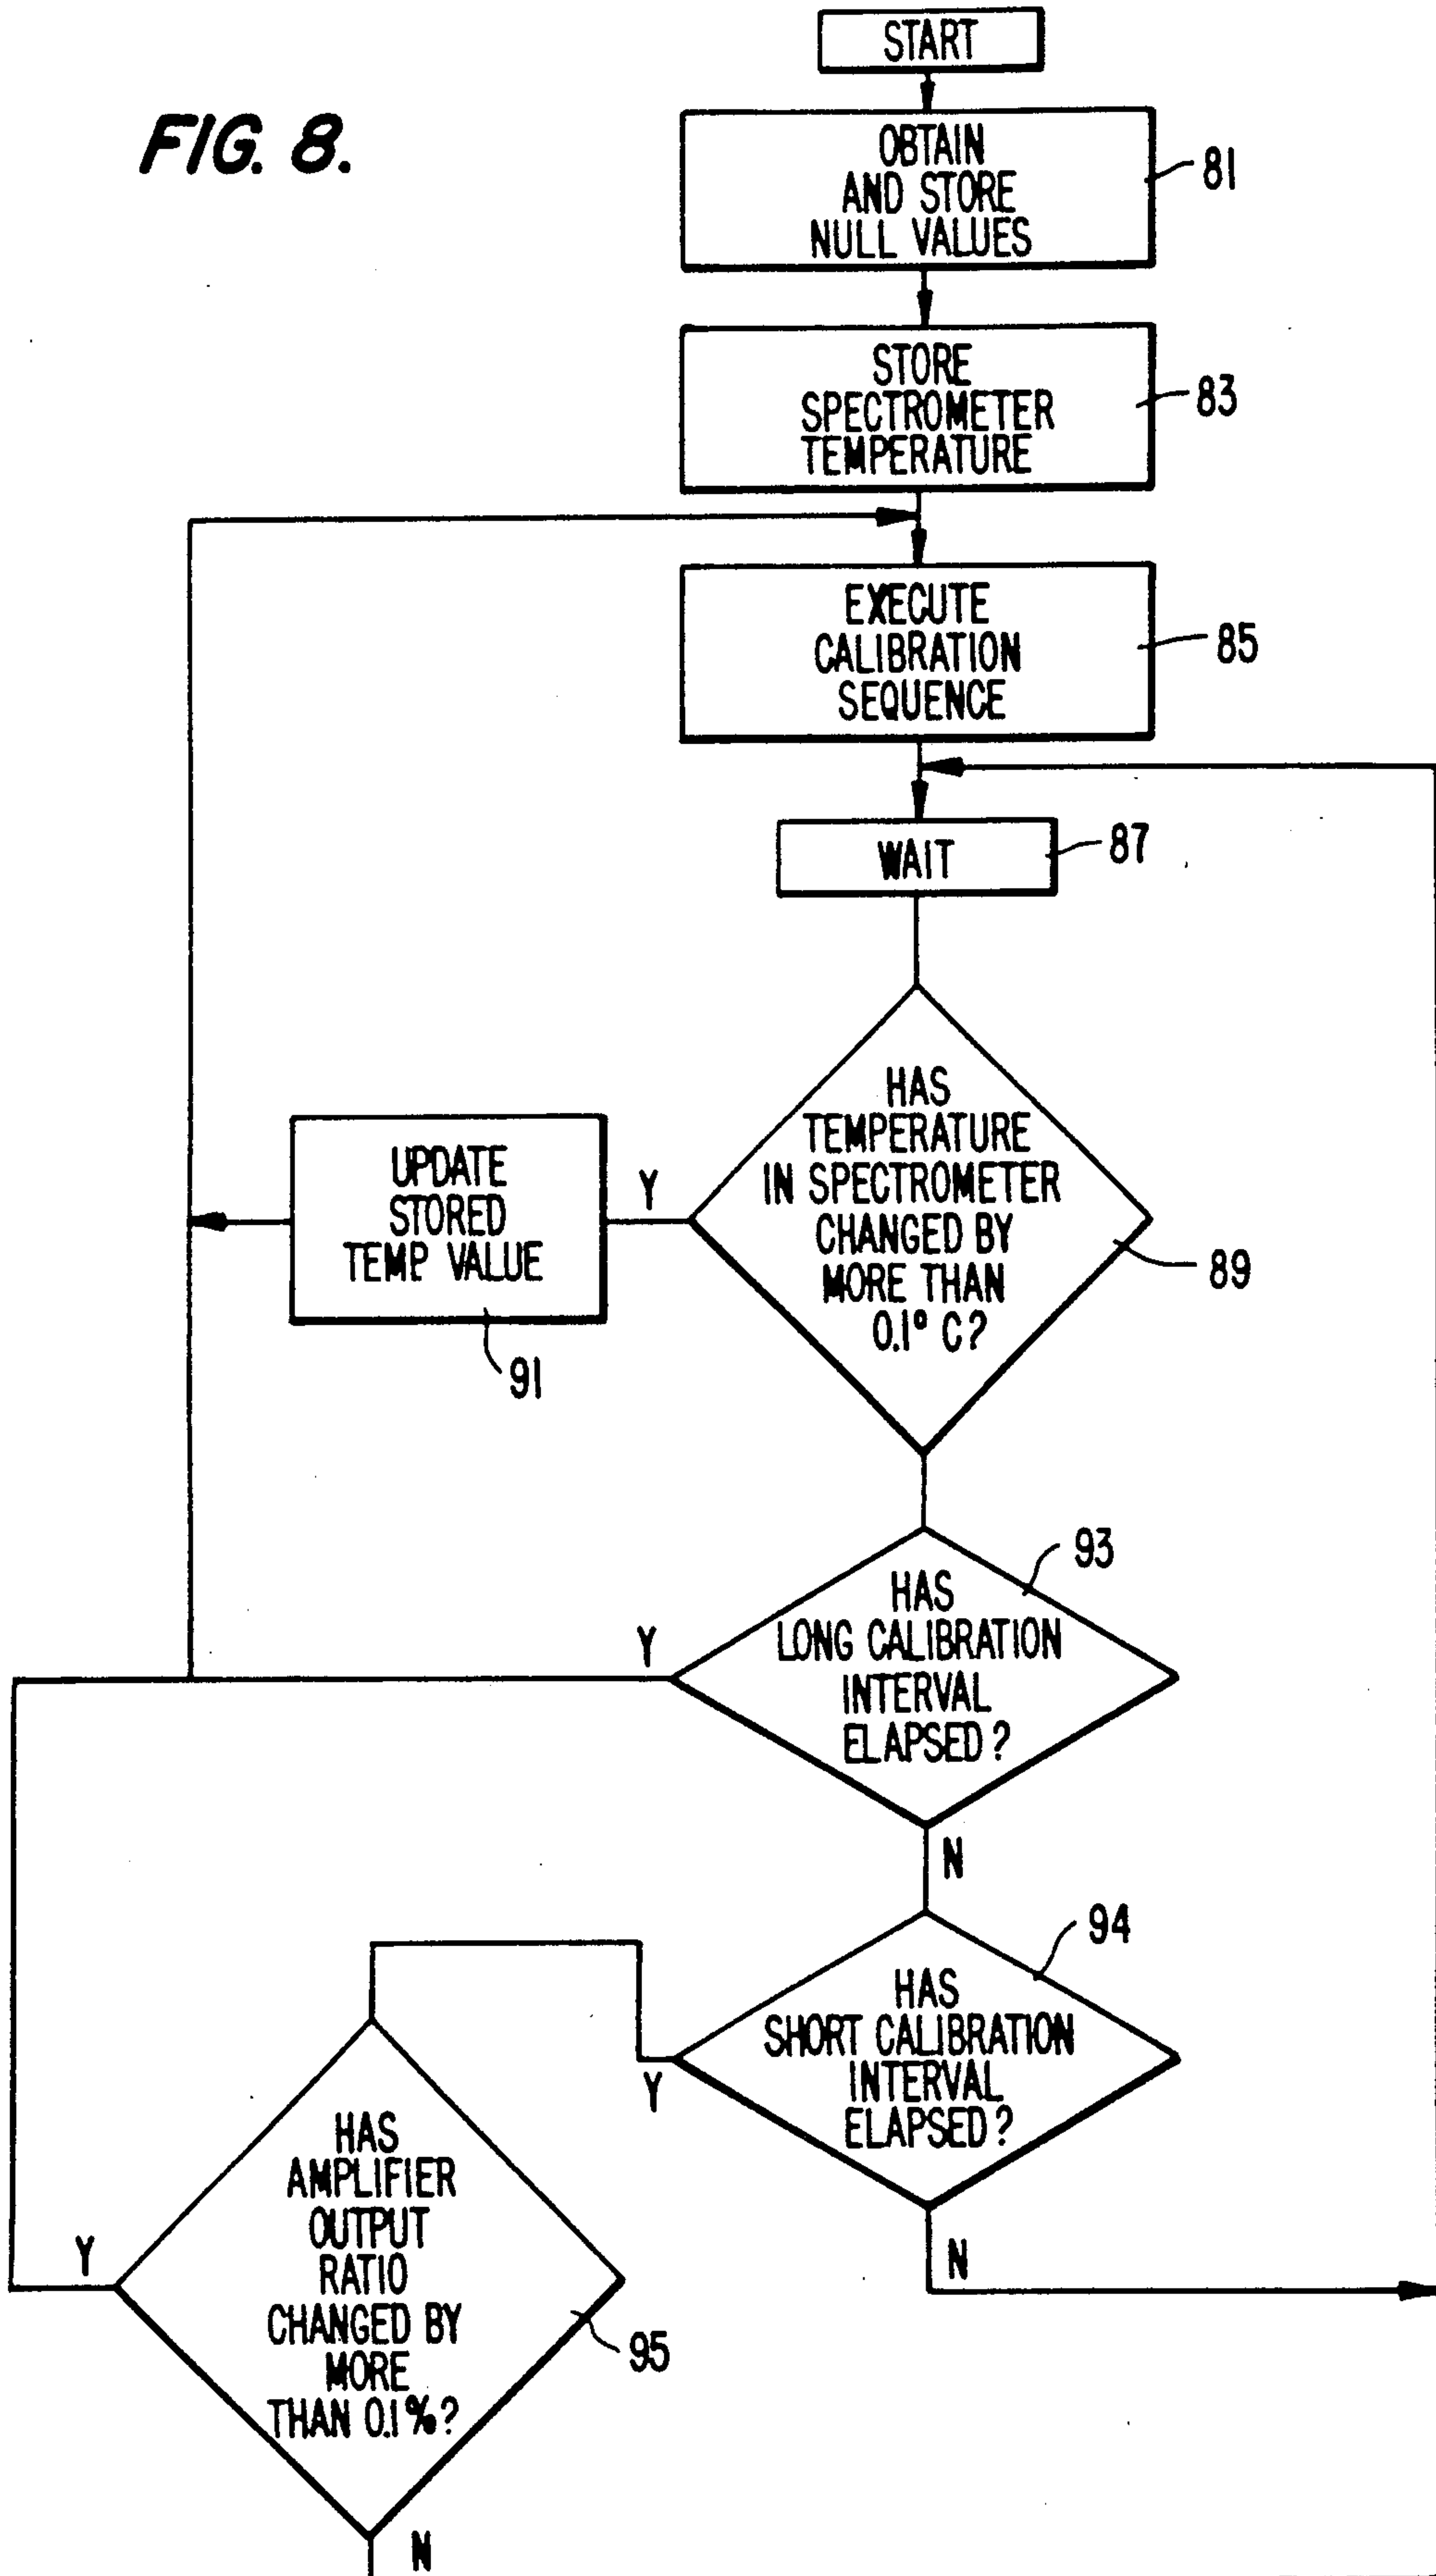 FIG. 8.
START
OBTAIN
AND STORE
NULL VALUES
81
STORE
SPECTROMETER
TEMPERATURE
83
EXECUTE
CALIBRATION
SEQUENCE
85
WAIT
87
HAS
TEMPERATURE
IN SPECTROMETER
CHANGED BY
MORE THAN
0.1° C?
89
Y
UPDATE
STORED
TEMP VALUE
91
HAS
LONG CALIBRATION
INTERVAL
ELAPSED?
93
Y
N
HAS
SHORT CALIBRATION
INTERVAL
ELAPSED?
94
Y
N
HAS
AMPLIFIER
OUTPUT
RATIO
CHANGED BY
MORE
THAN 0.1%?
95
Y
N